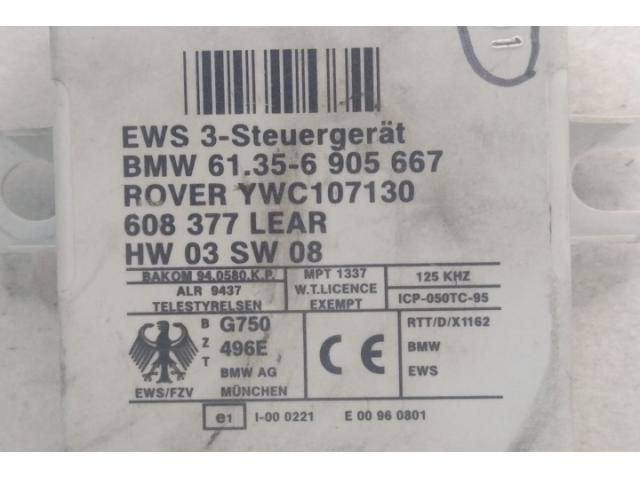 1
EWS 3-Steuergerät
BMW 61.35-6 905 667
ROVER YWC107130
608 377 LEAR
HW 03 SW 08
BAKOM 94.0580.K.P.
ALR 9437
TELESTYRELSEN
MPT 1337
W.T.LICENCE
EXEMPT
125 KHZ
ICP-050TC-95
EWS/FZV
BZT
G750
496E
BMW AG
MÜNCHEN
CE
RTT/D/X1162
BMW
EWS
e1 I-00 0221 E 00 96 0801